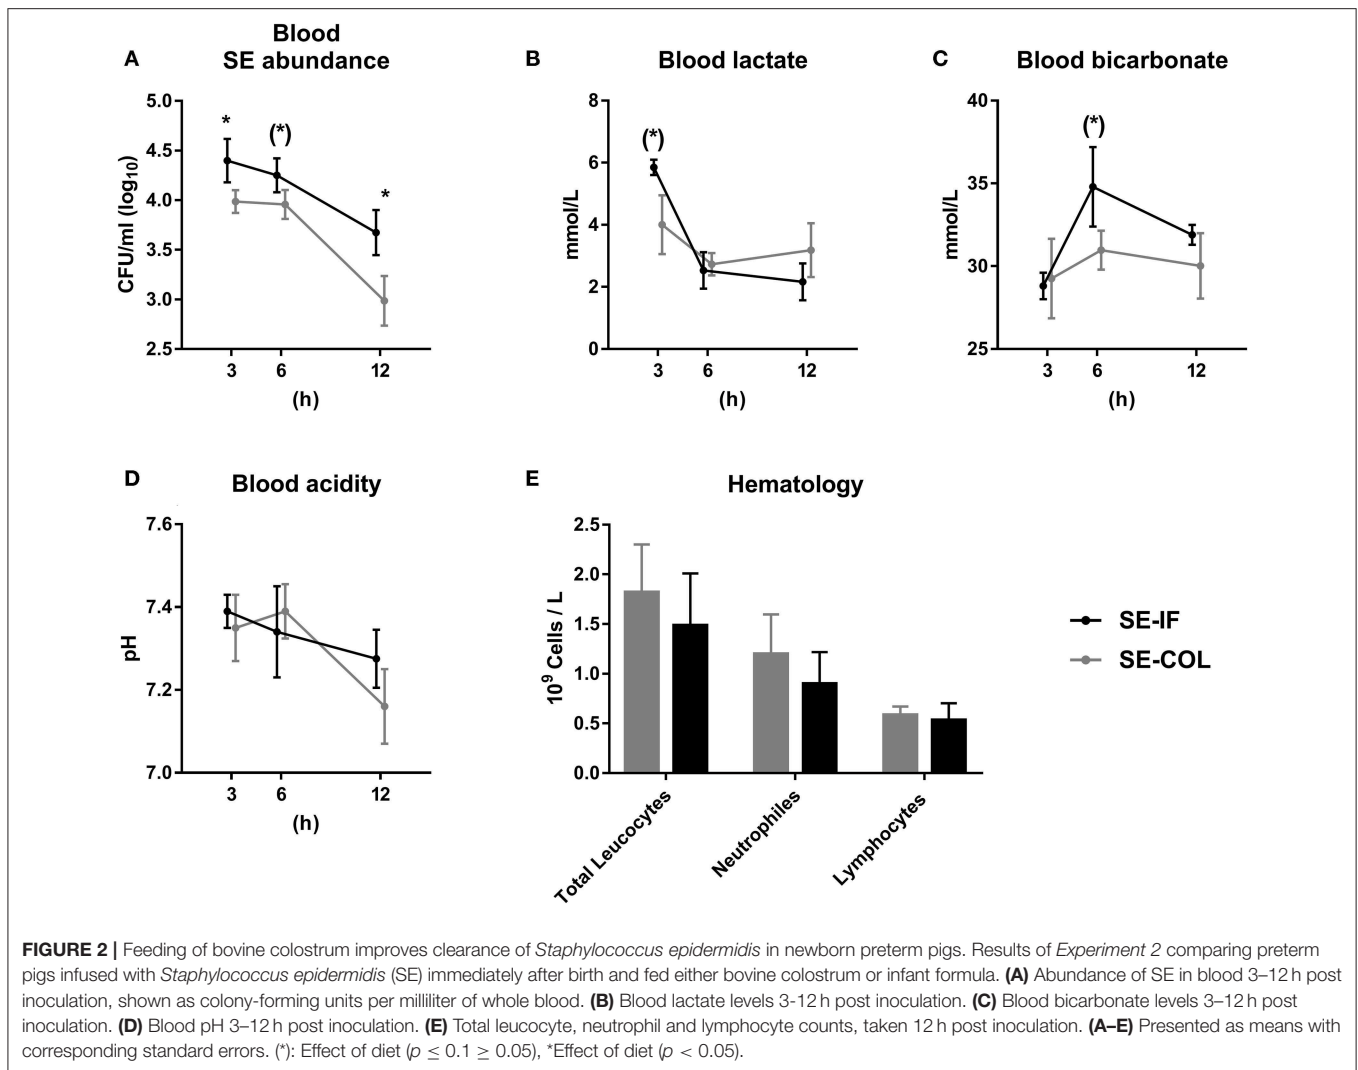 A
Blood
SE abundance
CFU/ml (log10)
5.0
4.5
4.0
3.5
3.0
2.5
*
(*)
*
3 6 12
(h)
B
Blood lactate
mmol/L
8
6
4
2
0
(*)
3 6 12
(h)
C
Blood bicarbonate
mmol/L
40
35
30
25
(*)
3 6 12
(h)
D
Blood acidity
pH
7.6
7.4
7.2
7.0
3 6 12
(h)
E
Hematology
10^9 Cells / L
2.5
2.0
1.5
1.0
0.5
0.0
Total Leucocytes
Neutrophiles
Lymphocytes
SE-IF
SE-COL
FIGURE 2 | Feeding of bovine colostrum improves clearance of Staphylococcus epidermidis in newborn preterm pigs. Results of Experiment 2 comparing preterm
pigs infused with Staphylococcus epidermidis (SE) immediately after birth and fed either bovine colostrum or infant formula. (A) Abundance of SE in blood 3–12 h post
inoculation, shown as colony-forming units per milliliter of whole blood. (B) Blood lactate levels 3-12 h post inoculation. (C) Blood bicarbonate levels 3–12 h post
inoculation. (D) Blood pH 3–12 h post inoculation. (E) Total leucocyte, neutrophil and lymphocyte counts, taken 12 h post inoculation. (A–E) Presented as means with
corresponding standard errors. (*): Effect of diet (p ≤ 0.1 ≥ 0.05), *Effect of diet (p < 0.05).